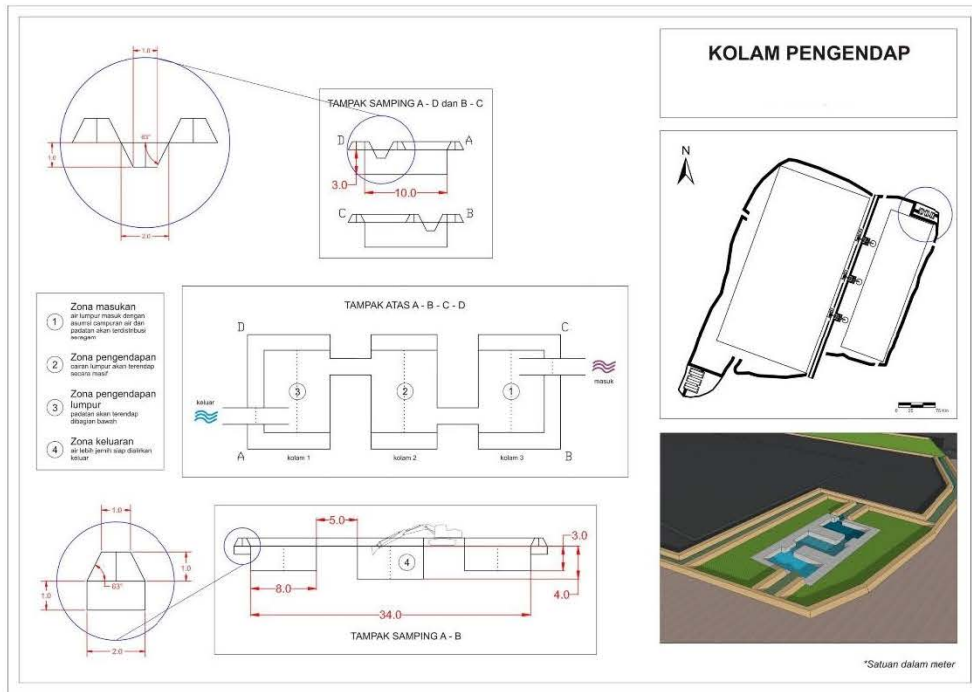 KOLAM PENGENDAP
1.0
63°
1.0
2.0
TAMPAK SAMPING A - D dan B - C
D
A
3.0
10.0
C
B
N
1
Zona masukan
air lumpur masuk dengan
asumsi campuran air dan
padatan akan terdistribusi
seragam
2
Zona pengendapan
cairan lumpur akan terendap
secara masif
3
Zona pengendapan
lumpur
padatan akan terendap
dibagian bawah
4
Zona keluaran
air lebih jernih siap dialirkan
keluar
TAMPAK ATAS A - B - C - D
D
C
3
2
1
masuk
keluar
A
kolam 1
kolam 2
kolam 3
B
1.0
1.0
63°
1.0
2.0
5.0
3.0
4
8.0
4.0
34.0
TAMPAK SAMPING A - B
*Satuan dalam meter